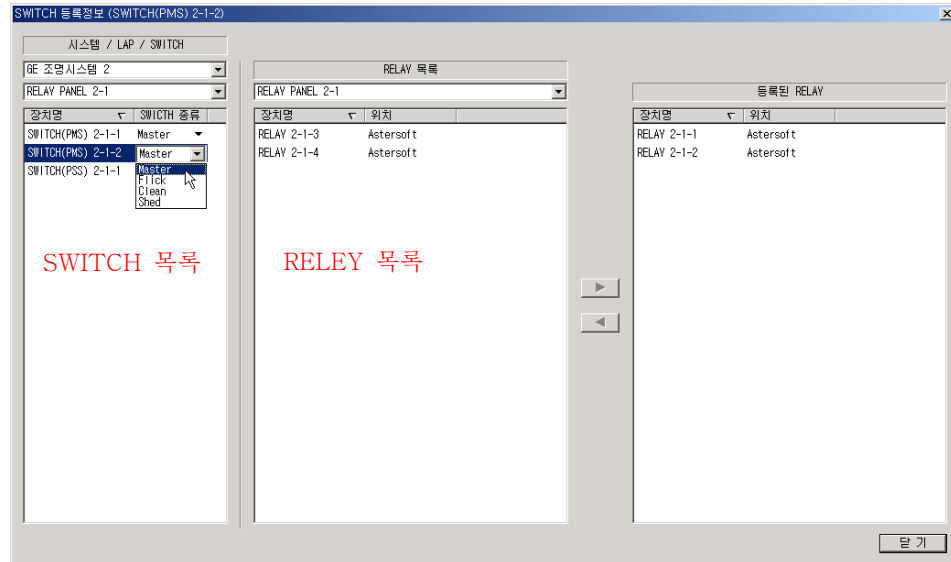 SWITCH 등록정보 (SWITCH(PMS) 2-1-2)
시스템 / LAP / SWITCH
GE 조명시스템 2
RELAY PANEL 2-1
장치명 SWICTH 종류
SWITCH(PMS) 2-1-1 Master
SWITCH(PMS) 2-1-2 Master
SWITCH(PSS) 2-1-1
Master
Flick
Clean
Shed
SWITCH 목록
RELAY 목록
RELAY PANEL 2-1
장치명 위치
RELAY 2-1-3 Astersoft
RELAY 2-1-4 Astersoft
RELEY 목록
등록된 RELAY
장치명 위치
RELAY 2-1-1 Astersoft
RELAY 2-1-2 Astersoft
닫 기